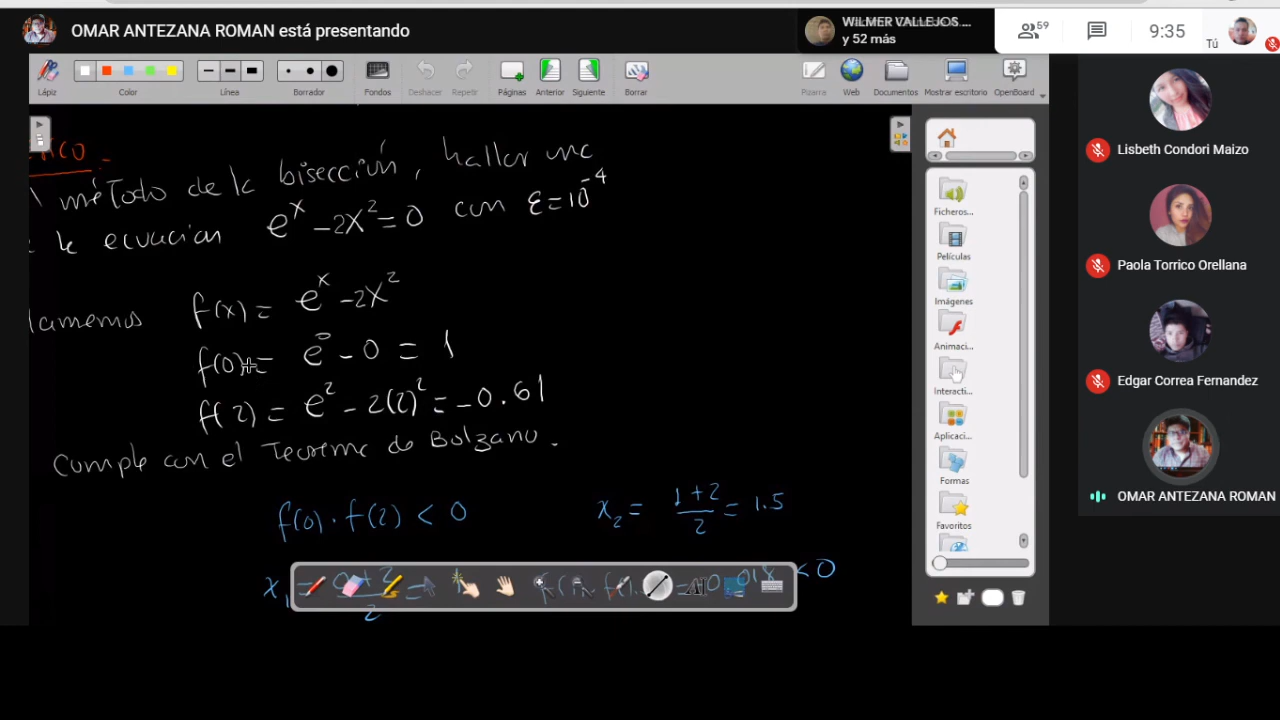 OMAR ANTEZANA ROMAN está presentando
WILMER VALLEJOS ...
y 52 más
59
9:35
Tú
Lápiz
Color
Línea
Borrador
Fondos
Deshacer
Repetir
Páginas
Anterior
Siguiente
Borrar
Pizarra
Web
Documentos
Mostrar escritorio
OpenBoard
método de la bisección, hallar una
ecuacion e^x - 2x^2 = 0 con ε = 10^-4
f(x) = e^x - 2x^2
f(0) = e^0 - 0 = 1
f(2) = e^2 - 2(2)^2 = -0.61
Cumple con el Teorema de Bolzano.
f(0) · f(2) < 0
x_2 = (1+2)/2 = 1.5
x_1 =
2
< 0
Ficheros...
Películas
Imágenes
Animaci...
Interacti...
Aplicaci...
Formas
Favoritos
Lisbeth Condori Maizo
Paola Torrico Orellana
Edgar Correa Fernandez
OMAR ANTEZANA ROMAN